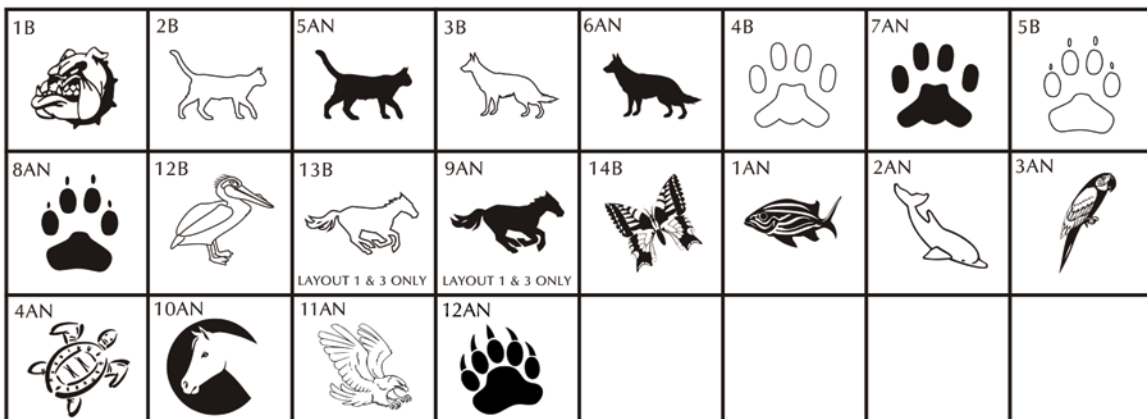 1B 2B 5AN 3B 6AN 4B 7AN 5B
8AN 12B 13B 9AN 14B 1AN 2AN 3AN
LAYOUT 1 & 3 ONLY LAYOUT 1 & 3 ONLY
4AN 10AN 11AN 12AN